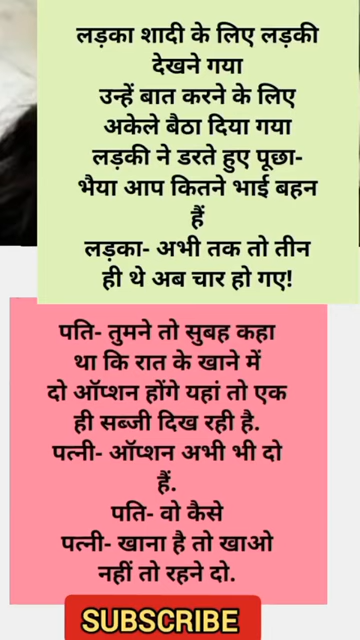 लड़का शादी के लिए लड़की
देखने गया
उन्हें बात करने के लिए
अकेले बैठा दिया गया
लड़की ने डरते हुए पूछा-
भैया आप कितने भाई बहन
हैं
लड़का- अभी तक तो तीन
ही थे अब चार हो गए!
पति- तुमने तो सुबह कहा
था कि रात के खाने में
दो ऑप्शन होंगे यहां तो एक
ही सब्जी दिख रही है.
पत्नी- ऑप्शन अभी भी दो
हैं.
पति- वो कैसे
पत्नी- खाना है तो खाओ
नहीं तो रहने दो.
SUBSCRIBE